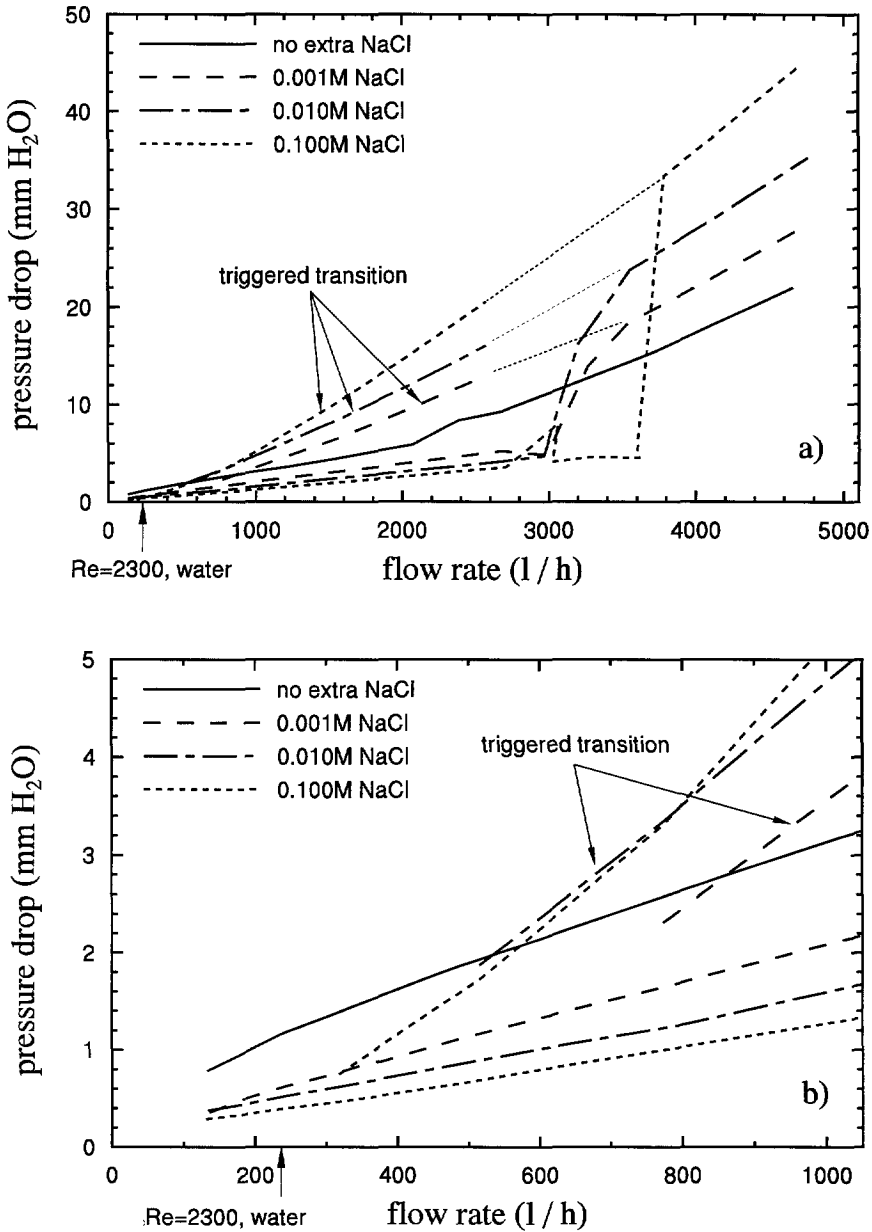 50
40
30
20
10
0
pressure drop (mm H₂O)
no extra NaCl
0.001M NaCl
0.010M NaCl
0.100M NaCl
triggered transition
a)
0 1000 2000 3000 4000 5000
Re=2300, water
flow rate (l / h)
5
4
3
2
1
0
pressure drop (mm H₂O)
no extra NaCl
0.001M NaCl
0.010M NaCl
0.100M NaCl
triggered transition
b)
0 200 400 600 800 1000
Re=2300, water
flow rate (l / h)